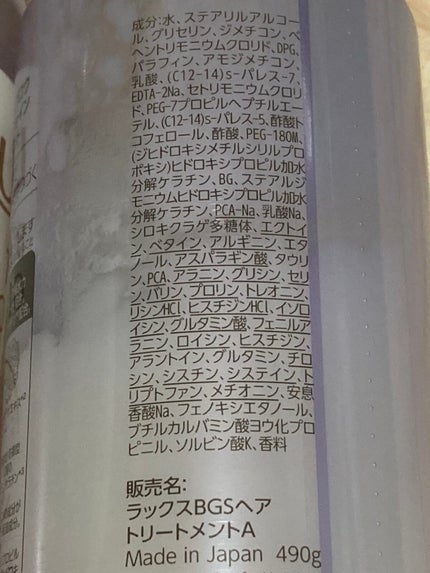 成分:水、ステアリルアルコー
ル、グリセリン、ジメチコン、ベ
ヘントリモニウムクロリド、DPG、
パラフィン、アモジメチコン、
乳酸、(C12-14)s-パレス-7、
EDTA-2Na、セトリモニウムクロリ
ド、PEG-7プロピルヘプチルエー
テル、(C12-14)s-パレス-5、酢酸ト
コフェロール、酢酸、PEG-180M、
(ジヒドロキシメチルシリルプロ
ポキシ)ヒドロキシプロピル加水
分解ケラチン、BG、ステアルジ
モニウムヒドロキシプロピル加水
分解ケラチン、PCA-Na、乳酸Na、
シロキクラゲ多糖体、エクトイ
ン、ベタイン、アルギニン、エタ
ノール、アスパラギン酸、タウリ
ン、PCA、アラニン、グリシン、セリ
ン、バリン、プロリン、トレオニン、
リシンHCl、ヒスチジンHCl、イソロ
イシン、グルタミン酸、フェニルア
ラニン、ロイシン、ヒスチジン、
アラントイン、グルタミン、チロ
シン、シスチン、システイン、ト
リプトファン、メチオニン、安息
香酸Na、フェノキシエタノール、
ブチルカルバミン酸ヨウ化プロ
ピニル、ソルビン酸K、香料
販売名:
ラックスBGSヘア
トリートメントA
Made in Japan 490g